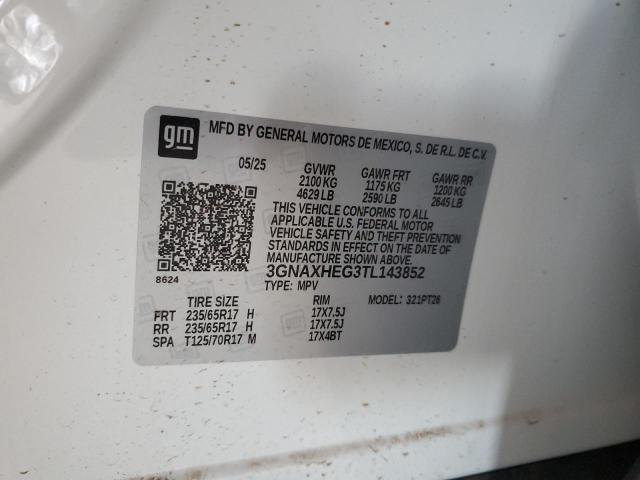 gm
MFD BY GENERAL MOTORS DE MEXICO, S. DE R.L. DE C.V.
05/25 GVWR GAWR FRT GAWR RR
2100 KG 1175 KG 1200 KG
4629 LB 2590 LB 2645 LB
THIS VEHICLE CONFORMS TO ALL
APPLICABLE U.S. FEDERAL MOTOR
VEHICLE SAFETY AND THEFT PREVENTION
STANDARDS IN EFFECT ON THE DATE OF
MANUFACTURE SHOWN ABOVE.
3GNAXHEG3TL143852
8624
TYPE: MPV
TIRE SIZE RIM MODEL: 321PT26
FRT 235/65R17 H 17X7.5J
RR 235/65R17 H 17X7.5J
SPA T125/70R17 M 17X4BT